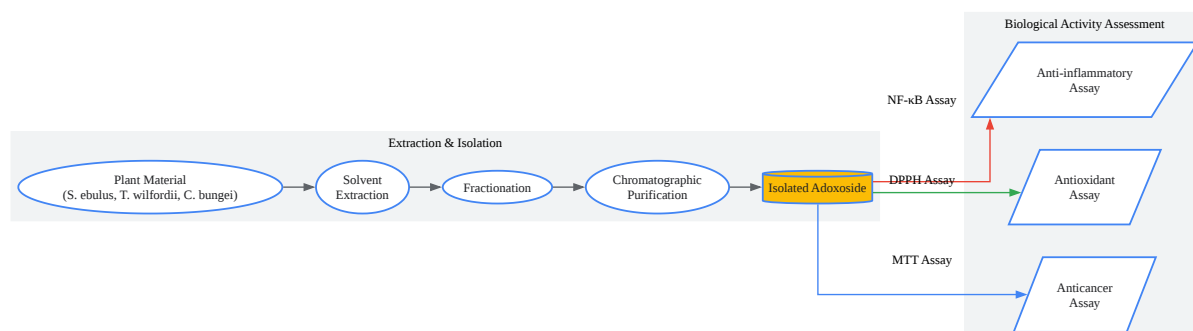 Biological Activity Assessment
Anti-inflammatory
Assay
NF-κB Assay
Extraction & Isolation
Plant Material
(S. ebulus, T. wilfordii, C. bungei)
Solvent
Extraction
Fractionation
Chromatographic
Purification
Isolated Adoxoside
DPPH Assay
Antioxidant
Assay
MTT Assay
Anticancer
Assay